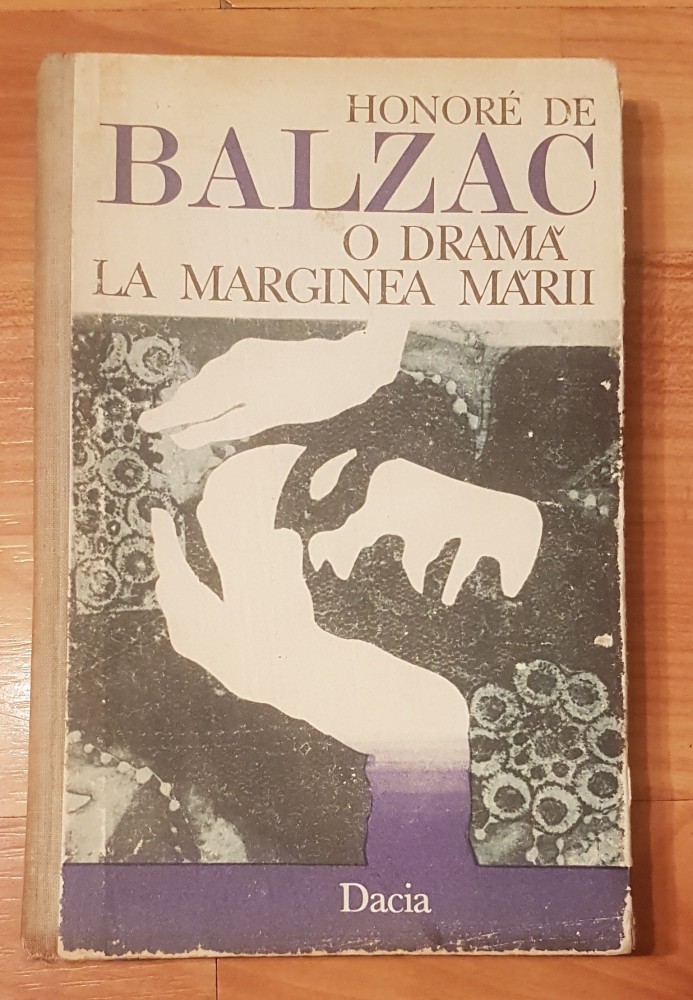 HONORÉ DE
BALZAC
O DRAMĂ
LA MARGINEA MĂRII
Dacia